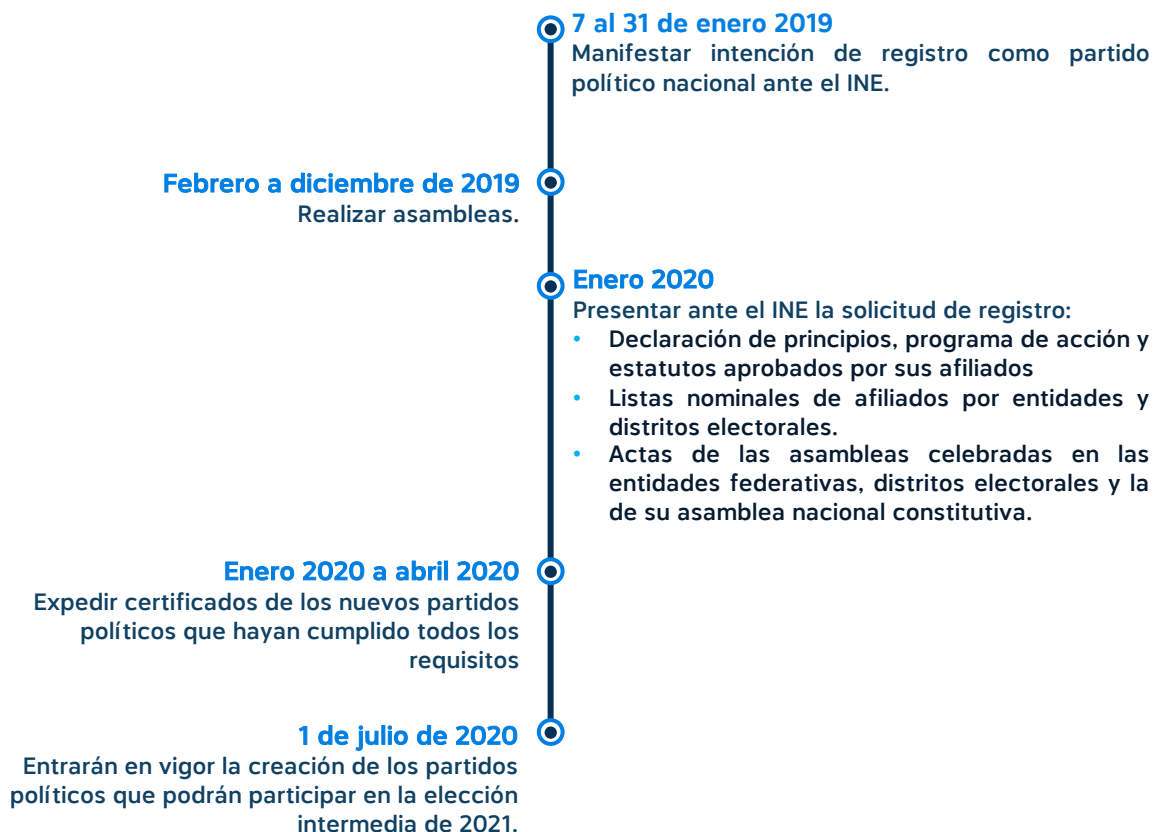 7 al 31 de enero 2019
Manifestar intención de registro como partido
político nacional ante el INE.
Febrero a diciembre de 2019
Realizar asambleas.
Enero 2020
Presentar ante el INE la solicitud de registro:
• Declaración de principios, programa de acción y
estatutos aprobados por sus afiliados
• Listas nominales de afiliados por entidades y
distritos electorales.
• Actas de las asambleas celebradas en las
entidades federativas, distritos electorales y la
de su asamblea nacional constitutiva.
Enero 2020 a abril 2020
Expedir certificados de los nuevos partidos
políticos que hayan cumplido todos los
requisitos
1 de julio de 2020
Entrarán en vigor la creación de los partidos
políticos que podrán participar en la elección
intermedia de 2021.